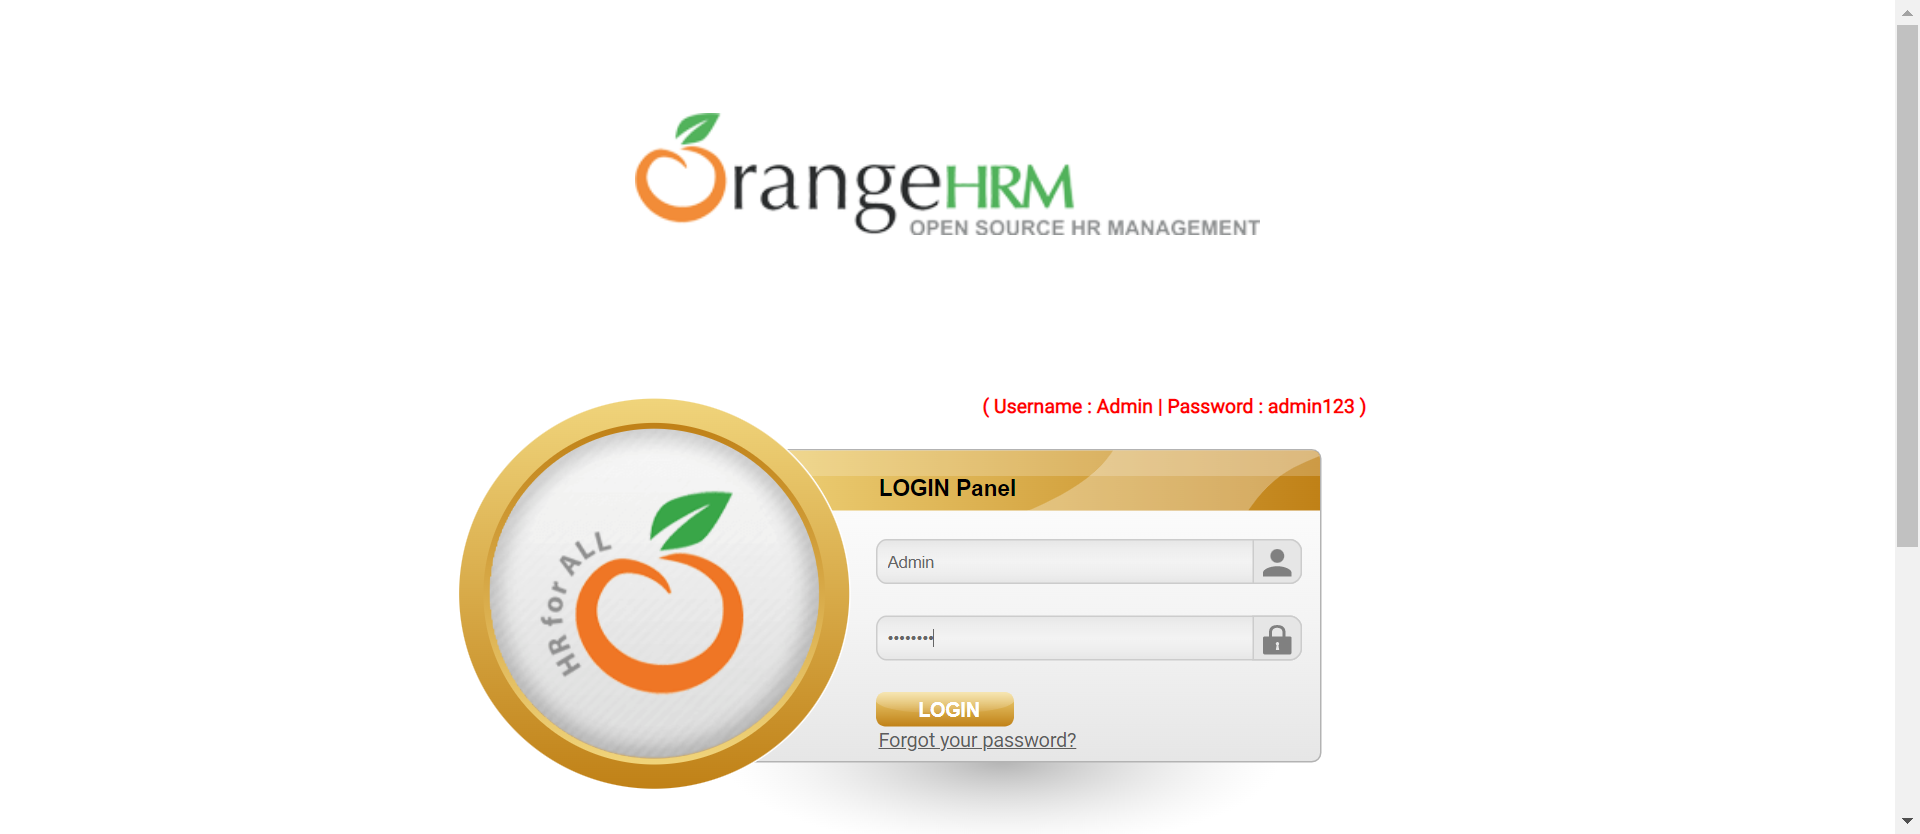 OrangeHRM
OPEN SOURCE HR MANAGEMENT
( Username : Admin | Password : admin123 )
HR for ALL
LOGIN Panel
Admin
••••••••
LOGIN
Forgot your password?